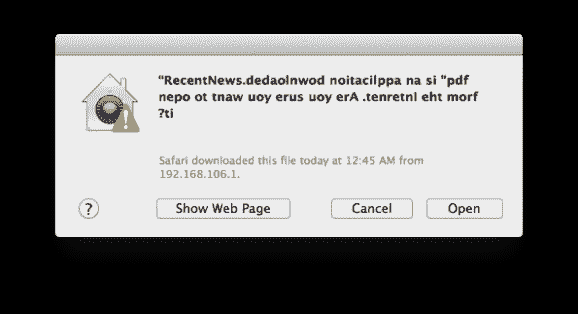 "RecentNews.dedaolnwod noitacilppa na si "pdf
nepo ot tnaw uoy erus uoy erA .tenretnI eht morf
?ti
Safari downloaded this file today at 12:45 AM from
192.168.106.1.
? Show Web Page Cancel Open